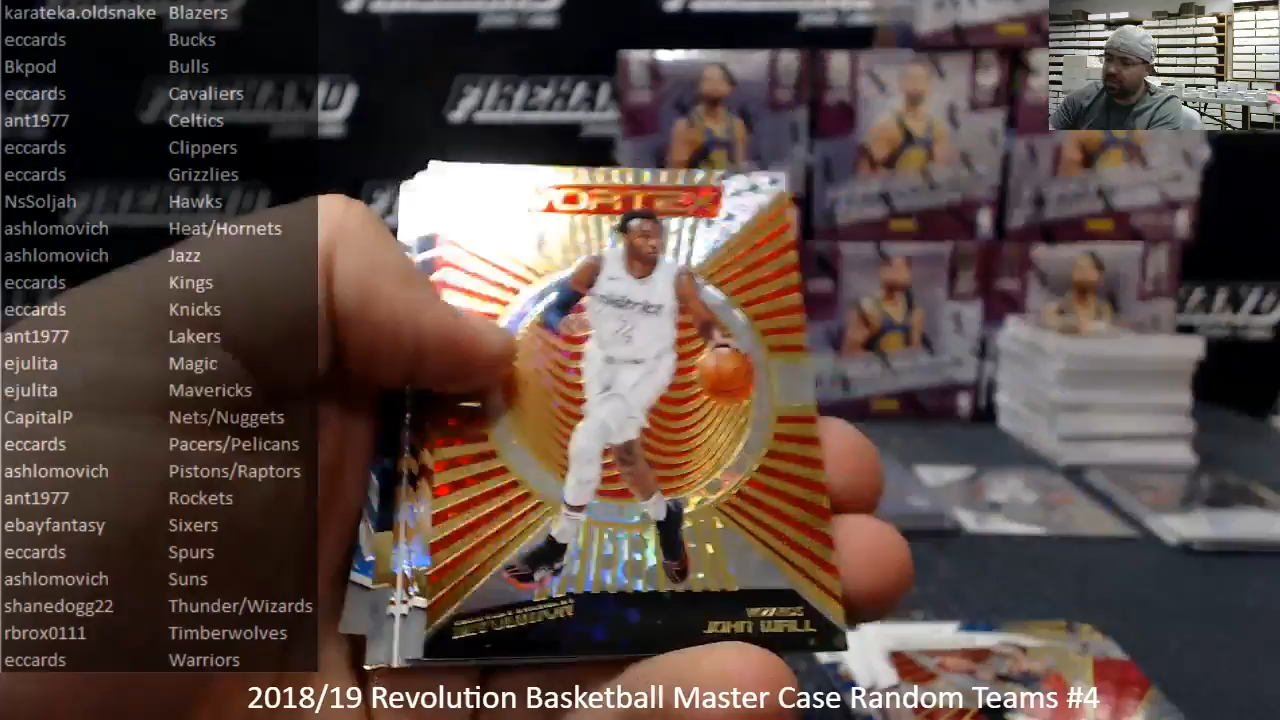 karateka.oldsnake Blazers
eccards Bucks
Bkpod Bulls
eccards Cavaliers
ant1977 Celtics
eccards Clippers
eccards Grizzlies
NsSoljah Hawks
ashlomovich Heat/Hornets
ashlomovich Jazz
eccards Kings
eccards Knicks
ant1977 Lakers
ejulita Magic
ejulita Mavericks
CapitalP Nets/Nuggets
eccards Pacers/Pelicans
ashlomovich Pistons/Raptors
ant1977 Rockets
ebayfantasy Sixers
eccards Spurs
ashlomovich Suns
shanedogg22 Thunder/Wizards
rbrox0111 Timberwolves
eccards Warriors
VORTEX
REVOLUTION
WIZARDS
JOHN WALL
2018/19 Revolution Basketball Master Case Random Teams #4